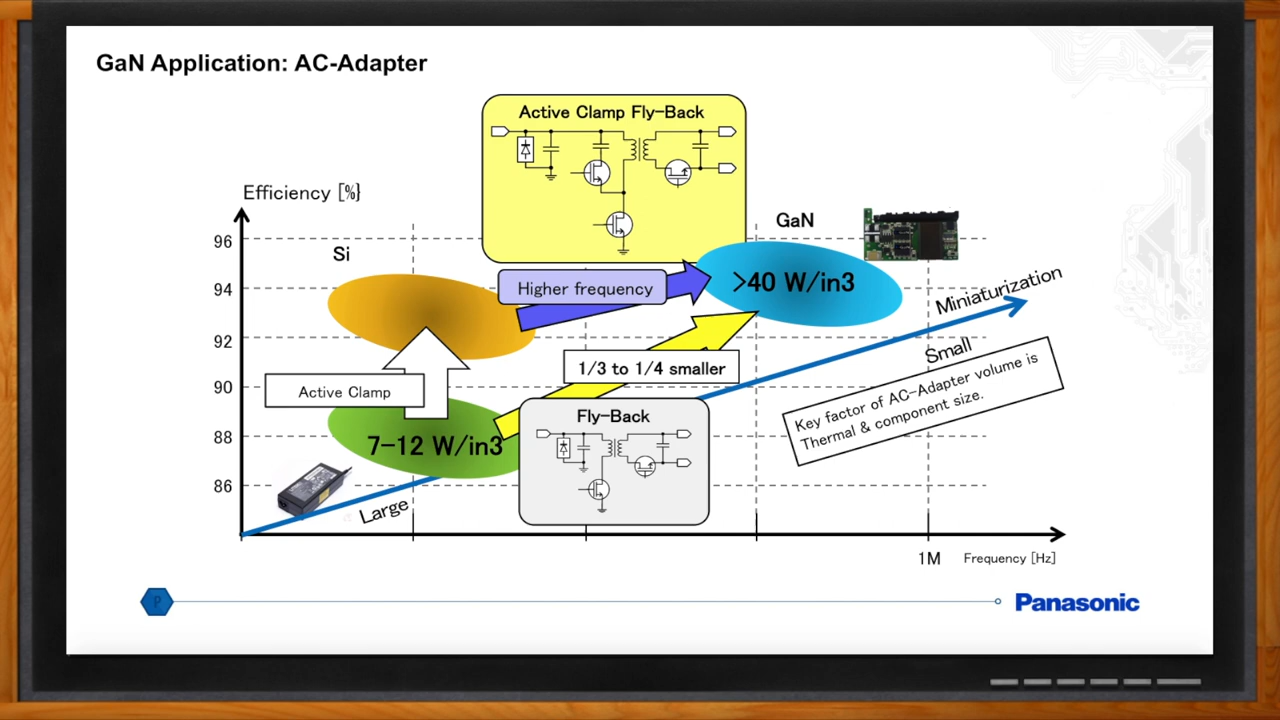 GaN Application: AC-Adapter
Active Clamp Fly-Back
Efficiency [%}
GaN
96
Si
94
Higher frequency
>40 W/in3
Miniaturization
92
Small
1/3 to 1/4 smaller
90
Active Clamp
Key factor of AC-Adapter volume is
Thermal & component size.
Fly-Back
88
7-12 W/in3
86
Large
1M
Frequency [Hz]
P
Panasonic